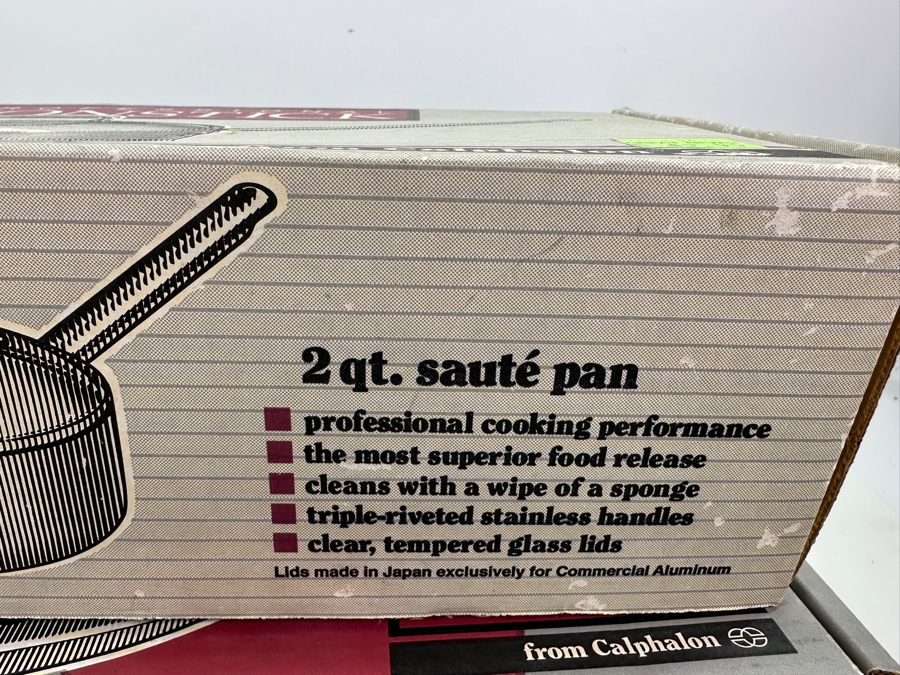 2 qt. sauté pan
professional cooking performance
the most superior food release
cleans with a wipe of a sponge
triple-riveted stainless handles
clear, tempered glass lids
Lids made in Japan exclusively for Commercial Aluminum
from Calphalon